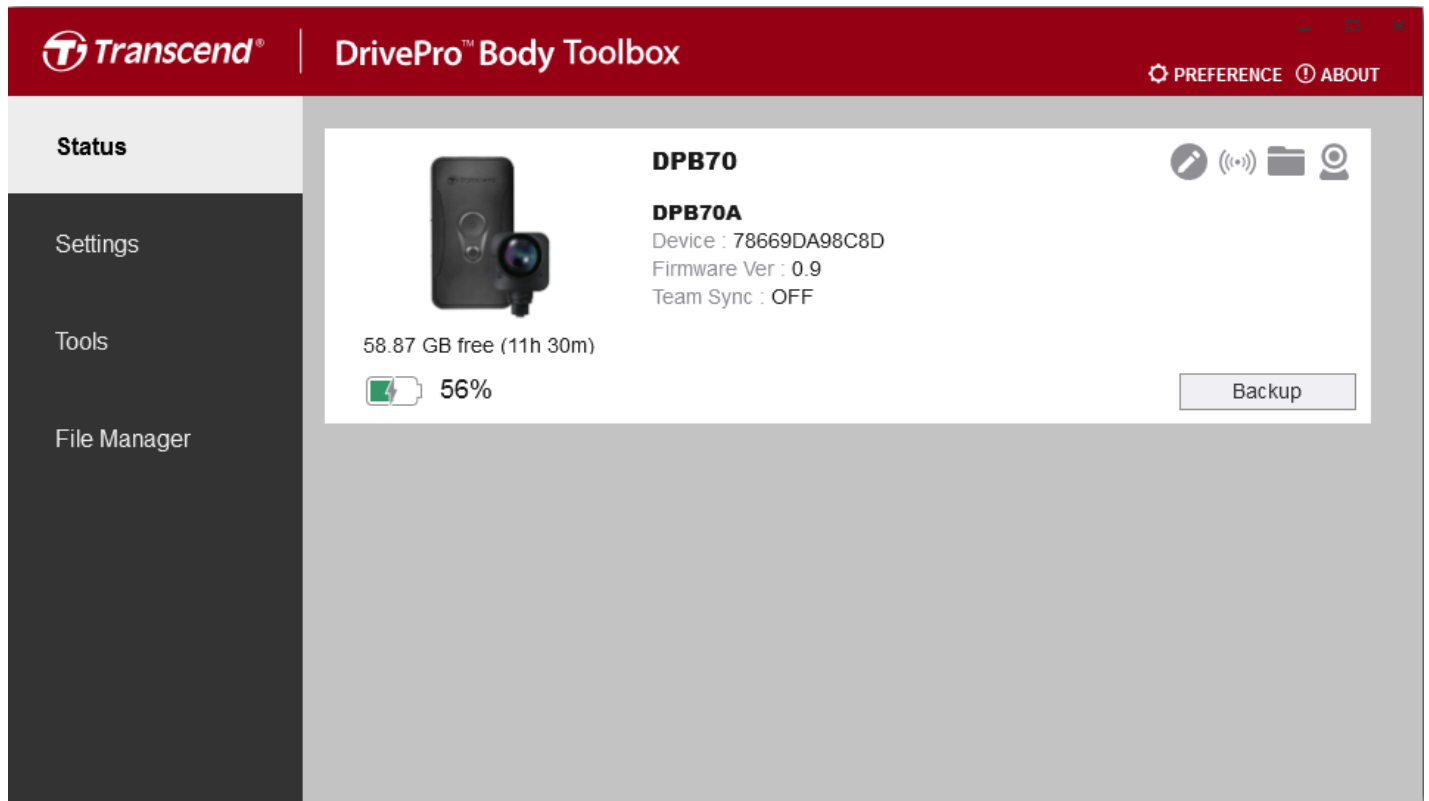 Transcend®
DrivePro™ Body Toolbox
PREFERENCE ABOUT
Status
Settings
Tools
File Manager
Transcend
58.87 GB free (11h 30m)
56%
DPB70
DPB70A
Device : 78669DA98C8D
Firmware Ver : 0.9
Team Sync : OFF
Backup